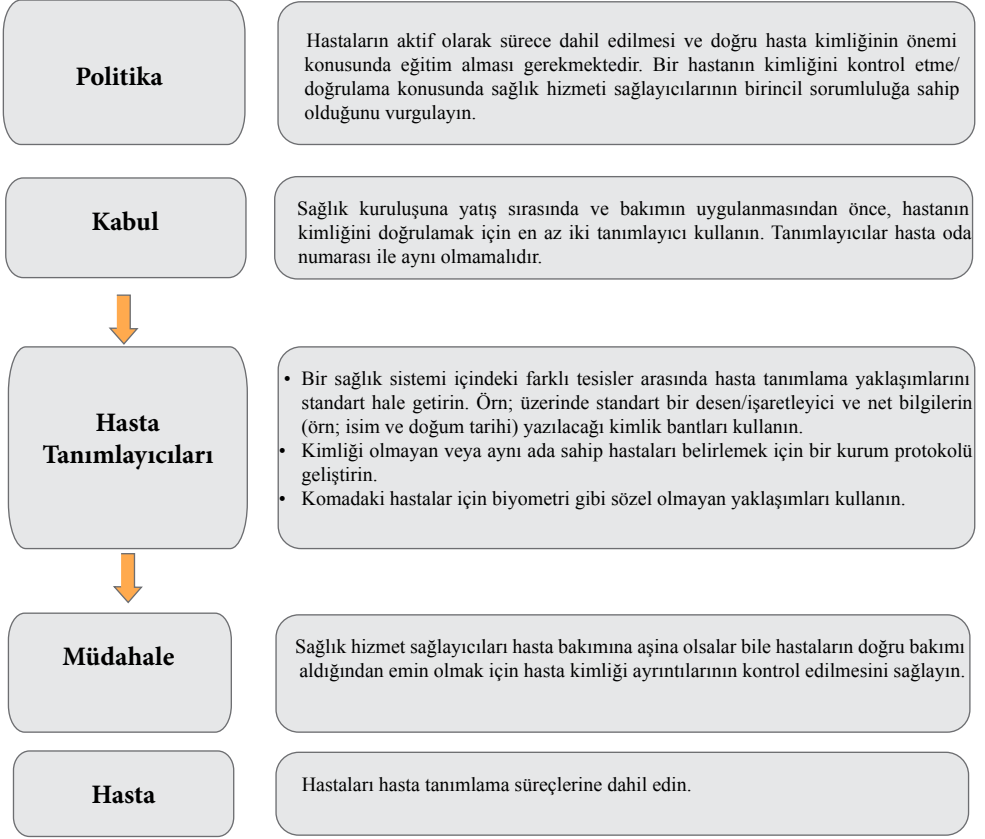 Politika
Hastaların aktif olarak sürece dahil edilmesi ve doğru hasta kimliğinin önemi
konusunda eğitim alması gerekmektedir. Bir hastanın kimliğini kontrol etme/
doğrulama konusunda sağlık hizmeti sağlayıcılarının birincil sorumluluğa sahip
olduğunu vurgulayın.
Kabul
Sağlık kuruluşuna yatış sırasında ve bakımın uygulanmasından önce, hastanın
kimliğini doğrulamak için en az iki tanımlayıcı kullanın. Tanımlayıcılar hasta oda
numarası ile aynı olmamalıdır.
Hasta
Tanımlayıcıları
• Bir sağlık sistemi içindeki farklı tesisler arasında hasta tanımlama yaklaşımlarını
standart hale getirin. Örn; üzerinde standart bir desen/işaretleyici ve net bilgilerin
(örn; isim ve doğum tarihi) yazılacağı kimlik bantları kullanın.
• Kimliği olmayan veya aynı ada sahip hastaları belirlemek için bir kurum protokolü
geliştirin.
• Komadaki hastalar için biyometri gibi sözel olmayan yaklaşımları kullanın.
Müdahale
Sağlık hizmet sağlayıcıları hasta bakımına aşina olsalar bile hastaların doğru bakımı
aldığından emin olmak için hasta kimliği ayrıntılarının kontrol edilmesini sağlayın.
Hasta
Hastaları hasta tanımlama süreçlerine dahil edin.